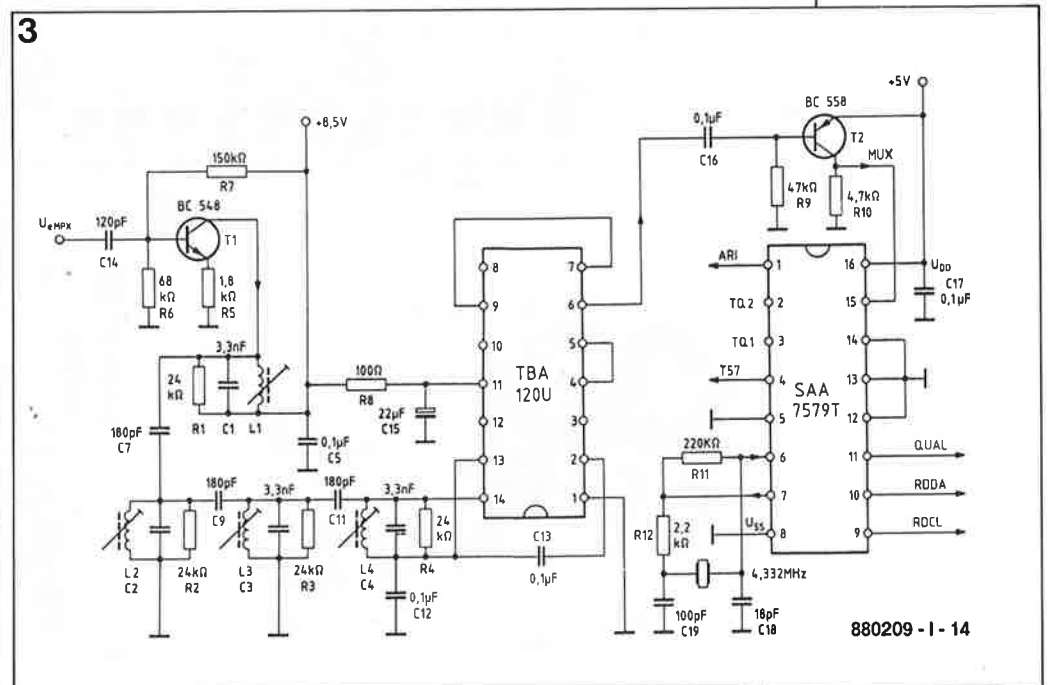 3
+5V
BC 558
T2
0,1µF
C16
MUX
47kΩ
R9
4,7kΩ
R10
+8,5V
150kΩ
R7
BC 548
T1
U eMPX
120pF
C14
68
kΩ
R6
1,8
kΩ
R5
3,3nF
24
kΩ
R1
C1
L1
180pF
C7
100Ω
R8
22µF
C15
0,1µF
C5
180pF
C9
3,3nF
180pF
C11
3,3nF
L2
C2
24kΩ
R2
L3
C3
24kΩ
R3
L4
C4
24
kΩ
R4
0,1µF
C12
C13
0,1µF
8
9
10
11
12
13
14
TBA
120U
7
6
5
4
3
2
1
ARI
TQ2
TQ1
T57
1
2
3
4
5
6
7
8
SAA
7579T
16
15
14
13
12
11
10
9
U DD
C17
0,1µF
QUAL
RDDA
RDCL
220KΩ
R11
R12
2,2
kΩ
U SS
4,332MHz
100pF
C19
18pF
C18
880209 - I - 14